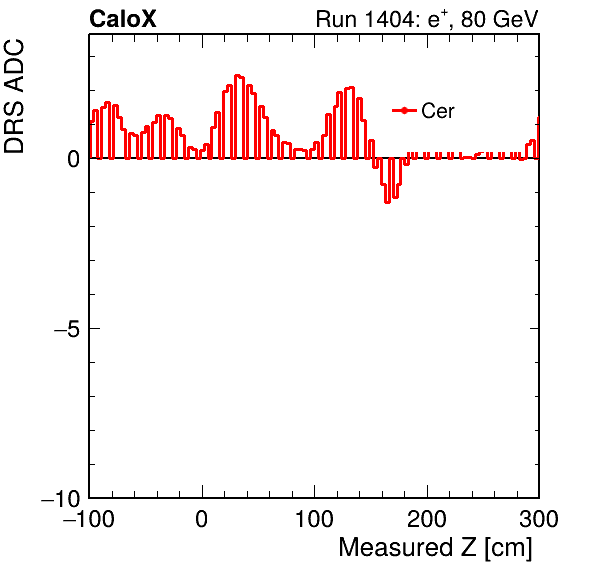 CaloX Run 1404: e⁺, 80 GeV
DRS ADC
Cer
0
−5
−10
−100 0 100 200 300
Measured Z [cm]